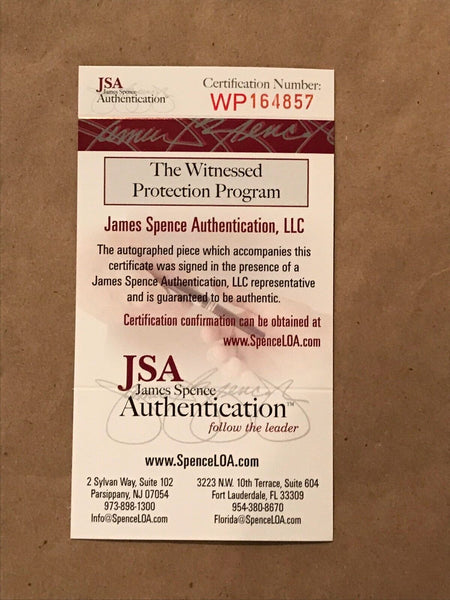 JSA
James Spence
Authentication™
Certification Number:
WP164857
The Witnessed
Protection Program
James Spence Authentication, LLC
The autographed piece which accompanies this
certificate was signed in the presence of a
James Spence Authentication, LLC representative
and is guaranteed to be authentic.
Certification confirmation can be obtained at
www.SpenceLOA.com
JSA
James Spence
Authentication™
follow the leader
www.SpenceLOA.com
2 Sylvan Way, Suite 102
Parsippany, NJ 07054
973-898-1300
Info@SpenceLOA.com
3223 N.W. 10th Terrace, Suite 604
Fort Lauderdale, FL 33309
954-380-8670
Florida@SpenceLOA.com